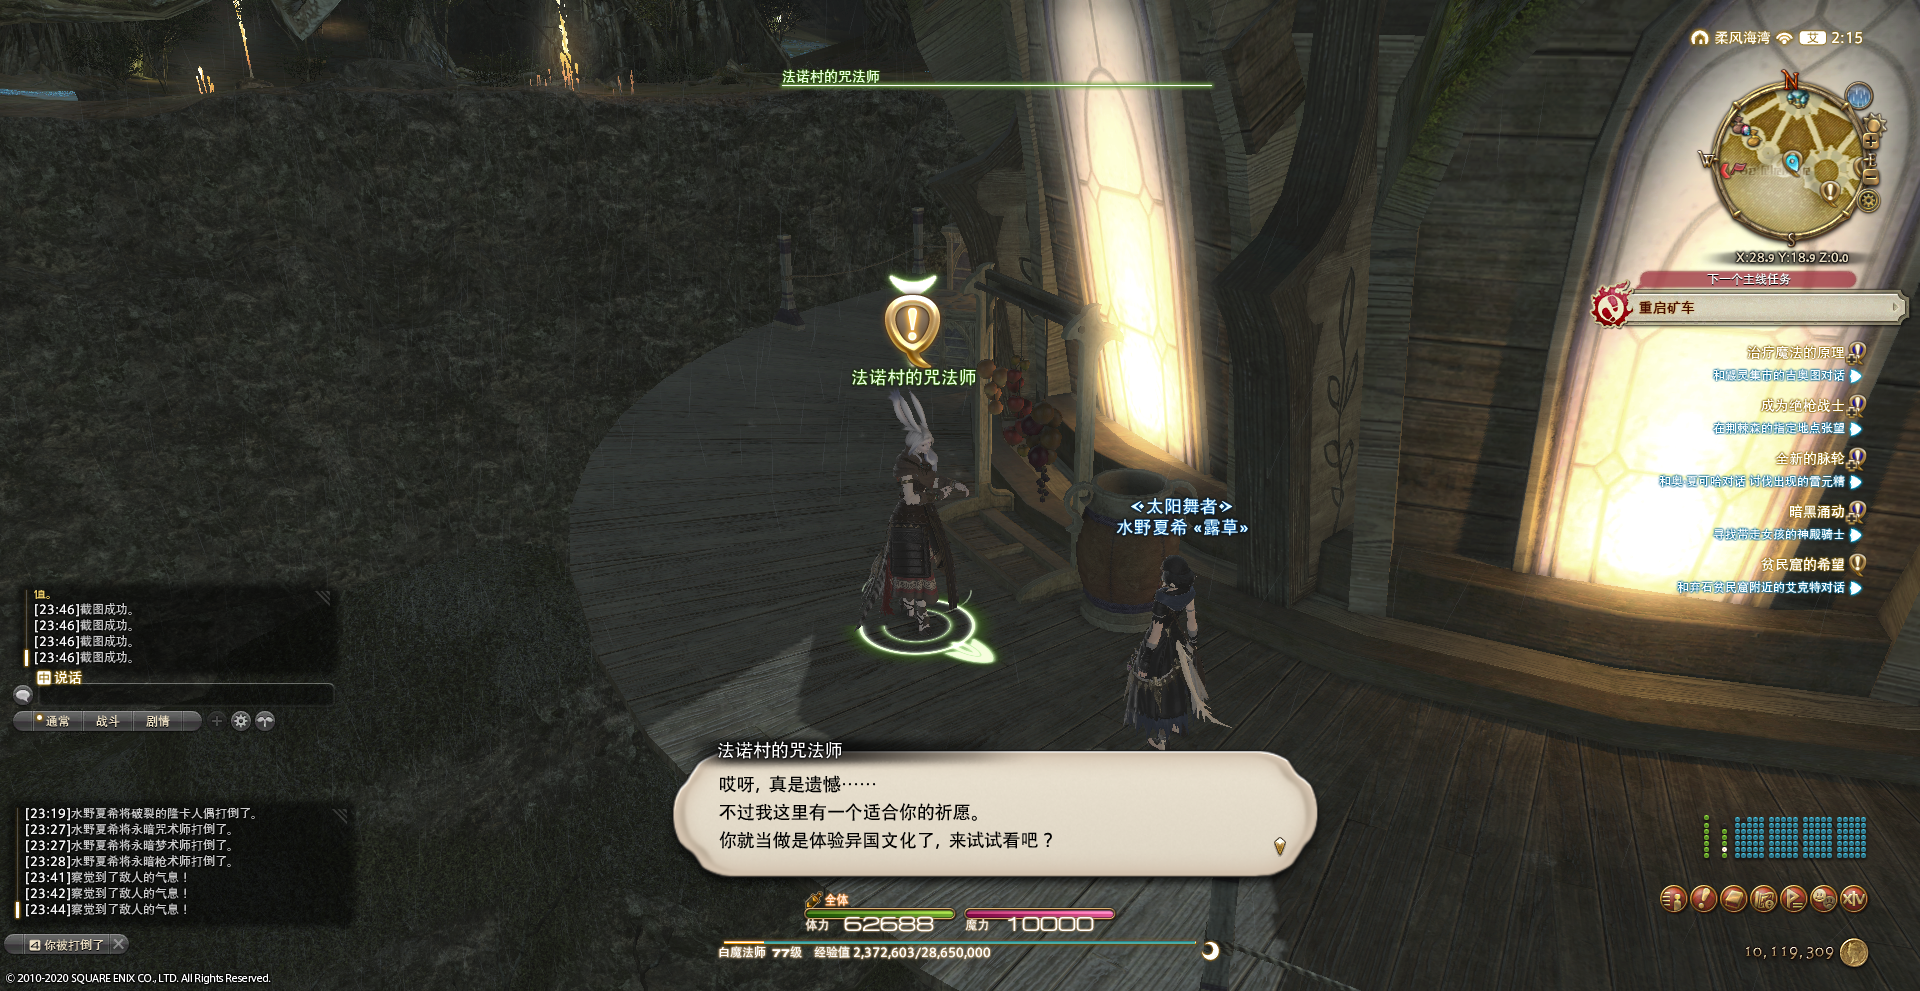 法诺村的咒法师
柔风海湾 艾 2:15
N
W
E
S
X:28.9 Y:18.9 Z:0.0
下一个主线任务
重启矿车
治疗魔法的原理
成为绝枪战士
在荆棘森的指定地点张望
全新的脉轮
和奥·夏可哈对话 讨伐出现的雷元精
暗黑涌动
寻找带走女孩的神殿骑士
贫民窟的希望
和弃石贫民窟附近的艾克特对话
法诺村的咒法师
<太阳舞者>
水野夏希 «露草»
值。
[23:46]截图成功。
[23:46]截图成功。
[23:46]截图成功。
[23:46]截图成功。
中 说话
通常 战斗 剧情
[23:19]水野夏希将破裂的隆卡人偶打倒了。
[23:27]水野夏希将永暗咒术师打倒了。
[23:27]水野夏希将永暗梦术师打倒了。
[23:28]水野夏希将永暗枪术师打倒了。
[23:41]察觉到了敌人的气息！
[23:42]察觉到了敌人的气息！
[23:44]察觉到了敌人的气息！
4 你被打倒了
© 2010-2020 SQUARE ENIX CO., LTD. All Rights Reserved.
法诺村的咒法师
哎呀，真是遗憾……
不过我这里有一个适合你的祈愿。
你就当做是体验异国文化了，来试试看吧？
全体
体力 62688 魔力 10000
白魔法师 77级 经验值 2,372,603/28,650,000
XIV
10,119,309